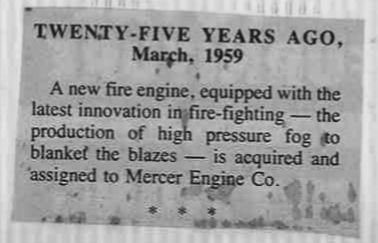 TWENTY-FIVE YEARS AGO,
March, 1959
A new fire engine, equipped with the
latest innovation in fire-fighting — the
production of high pressure fog to
blanket the blazes — is acquired and
assigned to Mercer Engine Co.
* * *